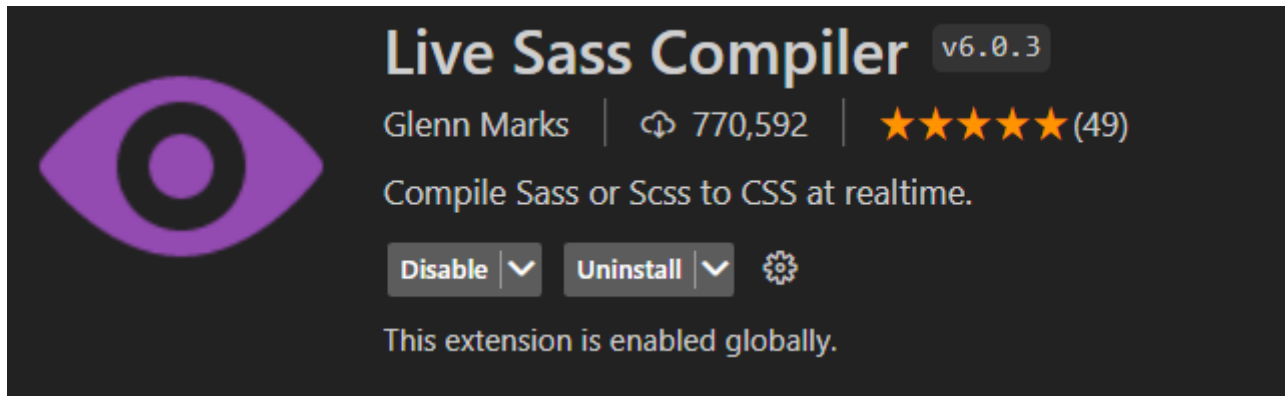 Live Sass Compiler v6.0.3
Glenn Marks 770,592 (49)
Compile Sass or Scss to CSS at realtime.
Disable Uninstall
This extension is enabled globally.